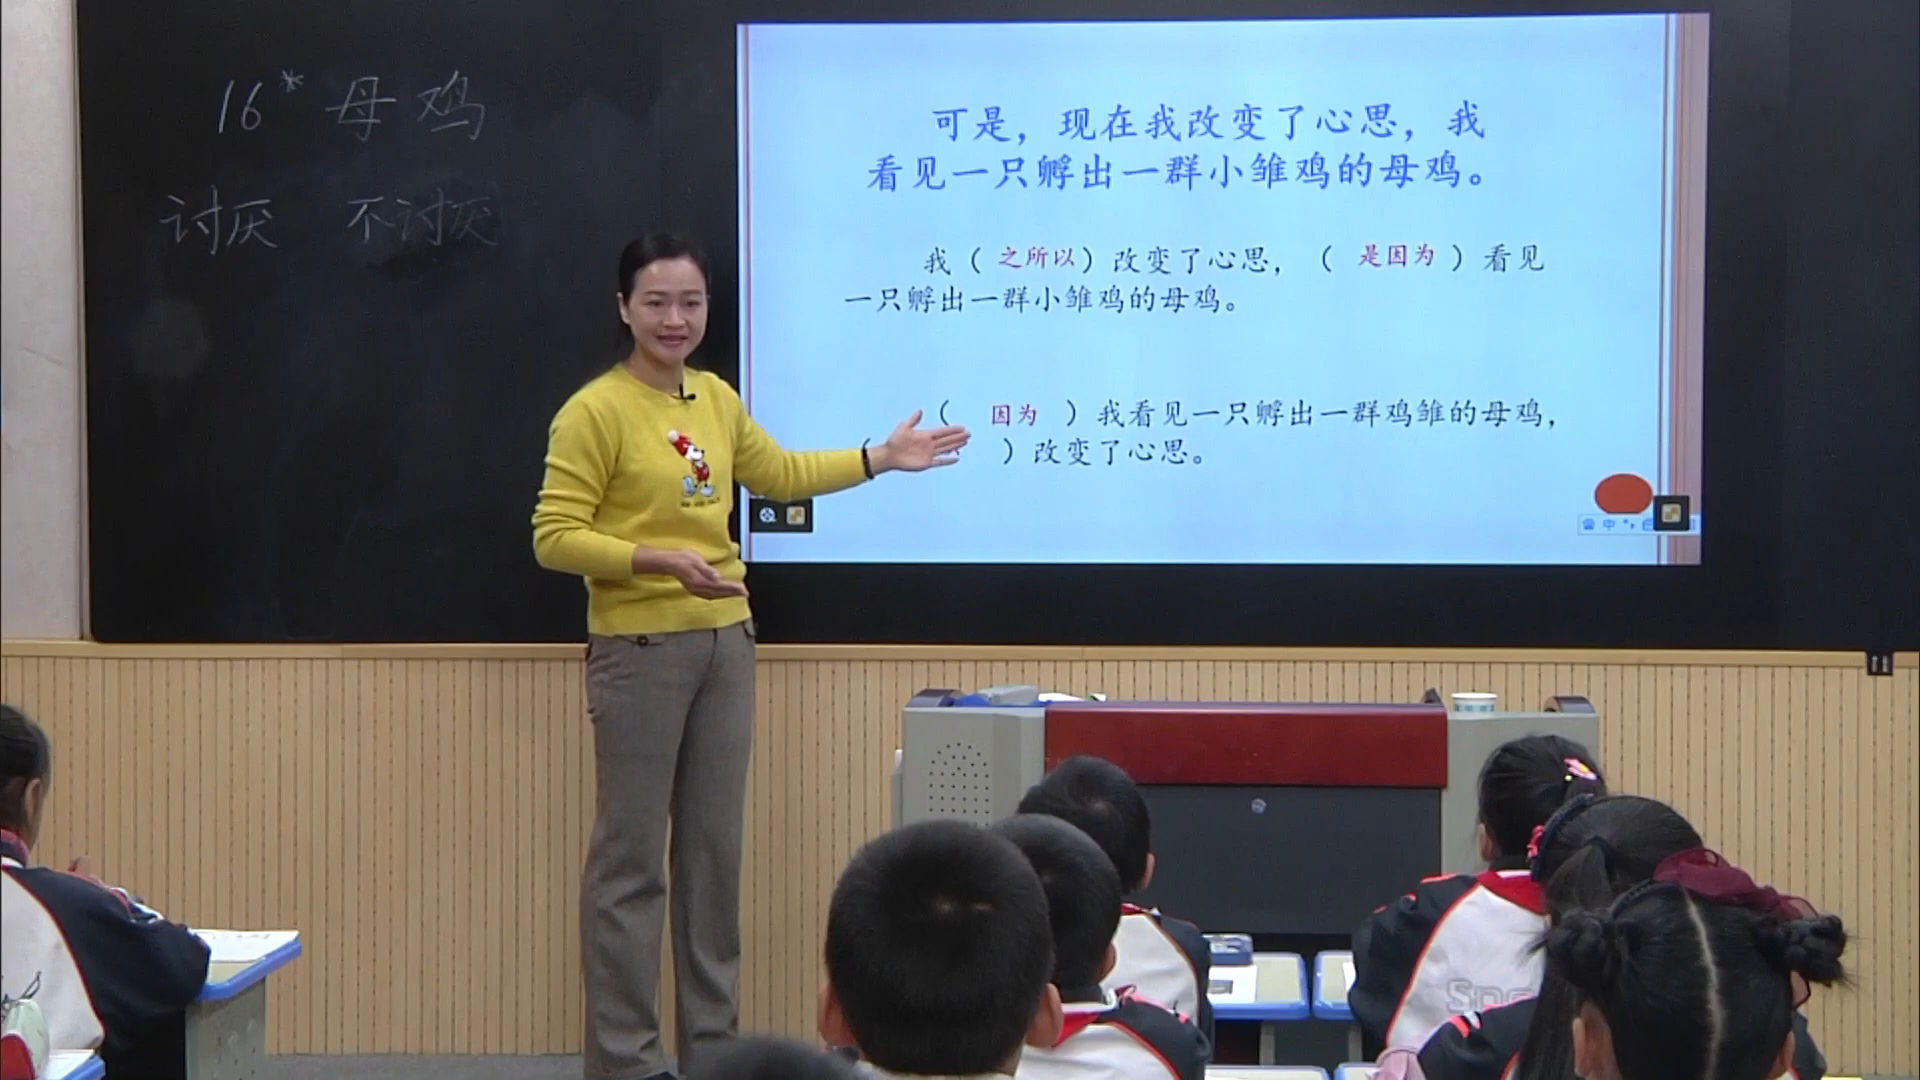 16* 母鸡
讨厌 不讨厌
可是，现在我改变了心思，我
看见一只孵出一群小雏鸡的母鸡。
我（ 之所以）改变了心思，（ 是因为 ）看见
一只孵出一群小雏鸡的母鸡。
（ 因为 ）我看见一只孵出一群鸡雏的母鸡，
（ ）改变了心思。
中